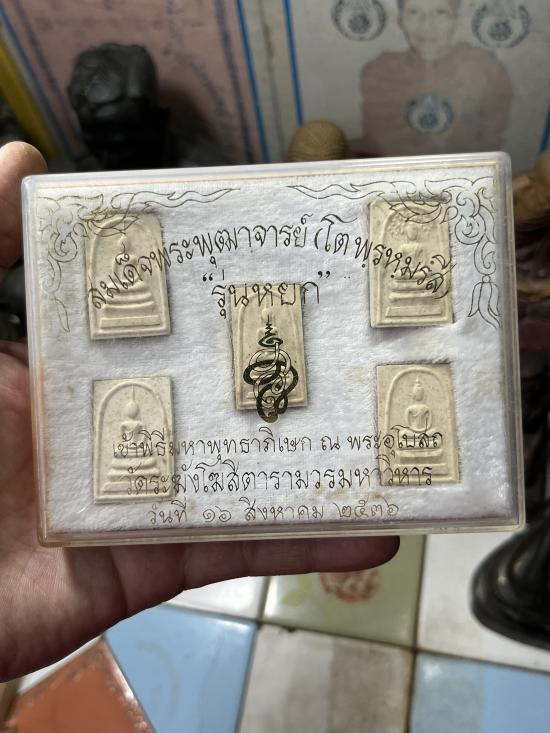 สมเด็จพระพุฒาจารย์ (โต พรหมรังสี)
“รุ่นหยก”
เข้าพิธีมหาพุทธาภิเษก ณ พระอุโบสถ
วัดระฆังโฆสิตารามวรมหาวิหาร
วันที่ ๑๖ สิงหาคม ๒๕๓๖